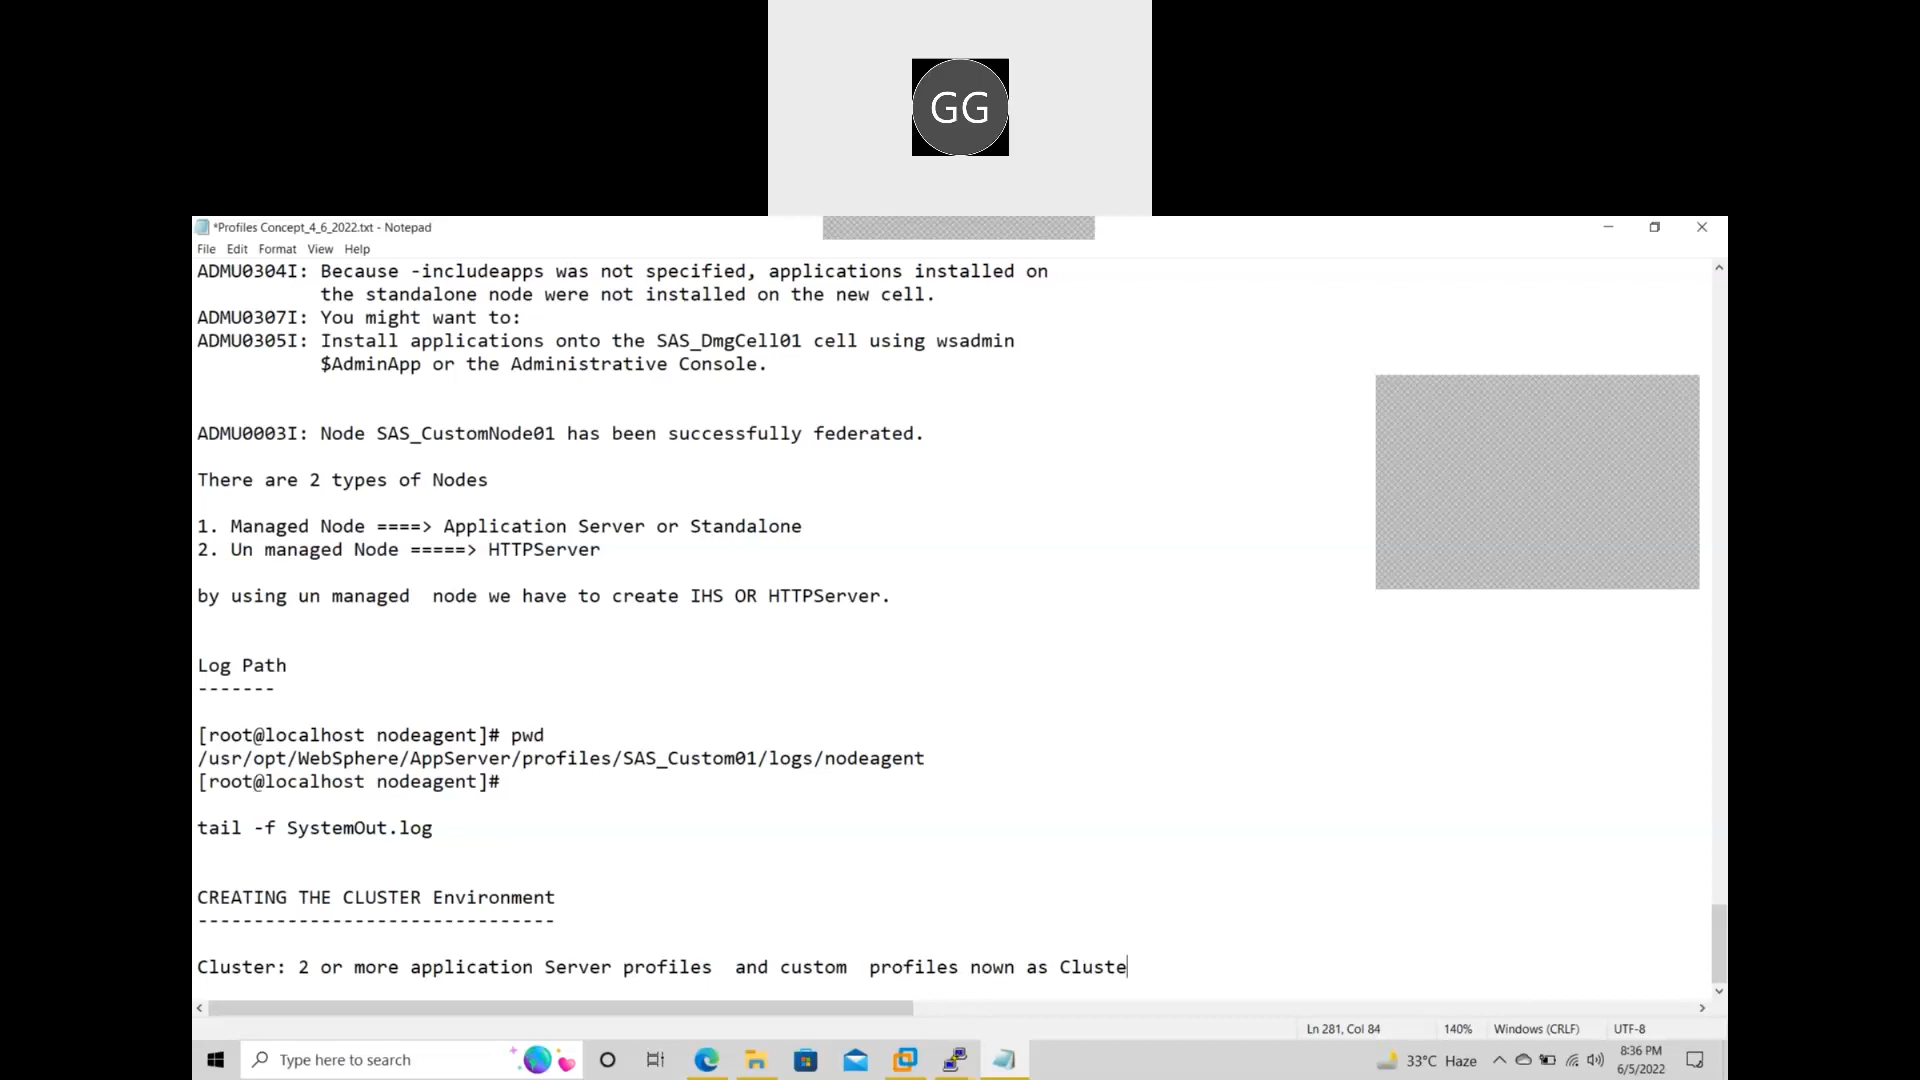 GG
*Profiles Concept_4_6_2022.txt - Notepad
File Edit Format View Help
ADMU0304I: Because -includeapps was not specified, applications installed on
the standalone node were not installed on the new cell.
ADMU0307I: You might want to:
ADMU0305I: Install applications onto the SAS_DmgCell01 cell using wsadmin
$AdminApp or the Administrative Console.
ADMU0003I: Node SAS_CustomNode01 has been successfully federated.
There are 2 types of Nodes
1. Managed Node ====> Application Server or Standalone
2. Un managed Node =====> HTTPServer
by using un managed  node we have to create IHS OR HTTPServer.
Log Path
-------
[root@localhost nodeagent]# pwd
/usr/opt/WebSphere/AppServer/profiles/SAS_Custom01/logs/nodeagent
[root@localhost nodeagent]#
tail -f SystemOut.log
CREATING THE CLUSTER Environment
--------------------------------
Cluster: 2 or more application Server profiles  and custom  profiles nown as Cluste
Ln 281, Col 84 140% Windows (CRLF) UTF-8
Type here to search 33°C Haze 8:36 PM
6/5/2022